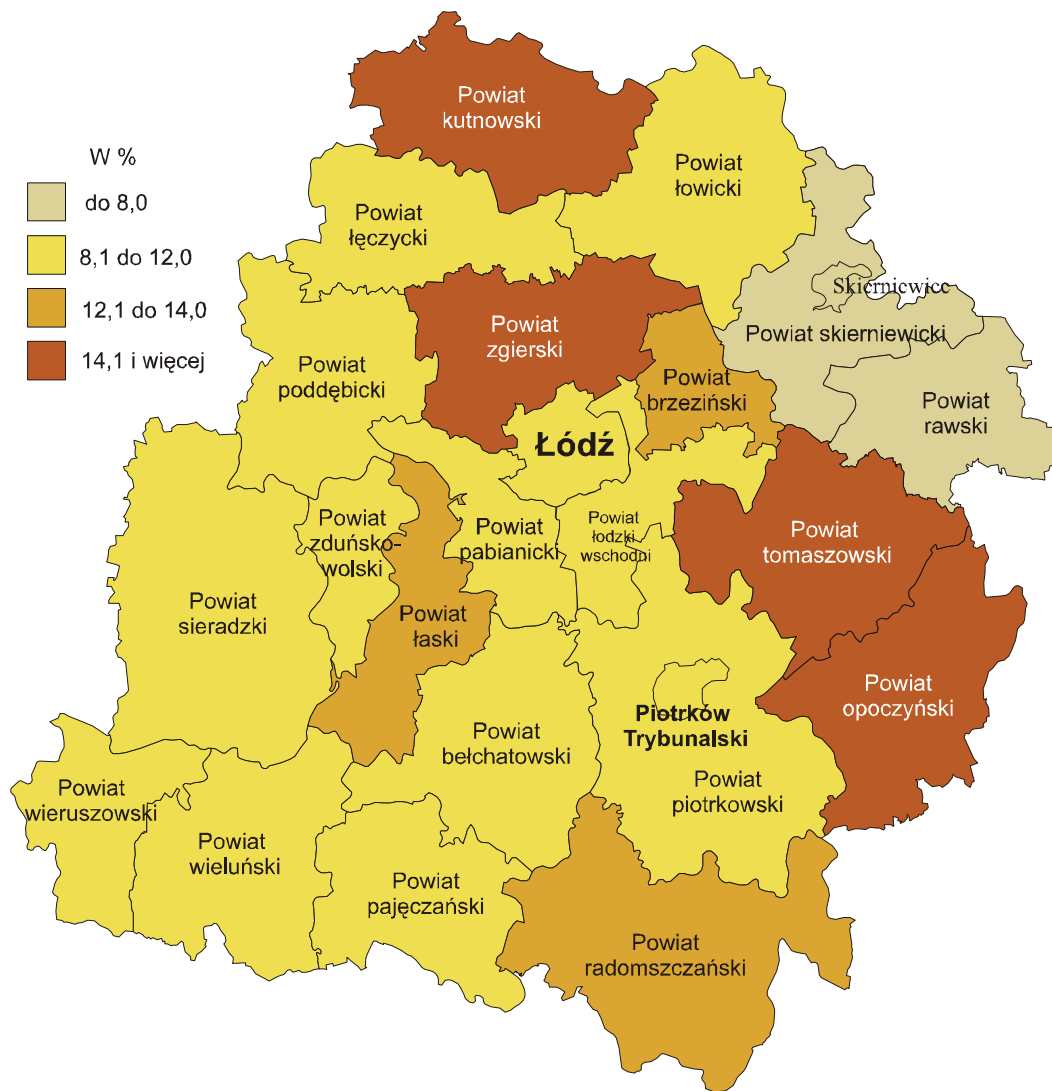 W %
do 8,0
8,1 do 12,0
12,1 do 14,0
14,1 i więcej
Powiat
kutnowski
Powiat
łowicki
Powiat
łęczycki
Skierniewice
Powiat skierniewicki
Powiat
zgierski
Powiat
poddębicki
Powiat
brzeziński
Powiat
rawski
Łódź
Powiat
zduńsko-
wolski
Powiat
pabianicki
Powiat
łodzki
wschodni
Powiat
tomaszowski
Powiat
sieradzki
Powiat
łaski
Powiat
opoczyński
Piotrków
Trybunalski
Powiat
bełchatowski
Powiat
piotrkowski
Powiat
wieruszowski
Powiat
wieluński
Powiat
pajęczański
Powiat
radomszczański